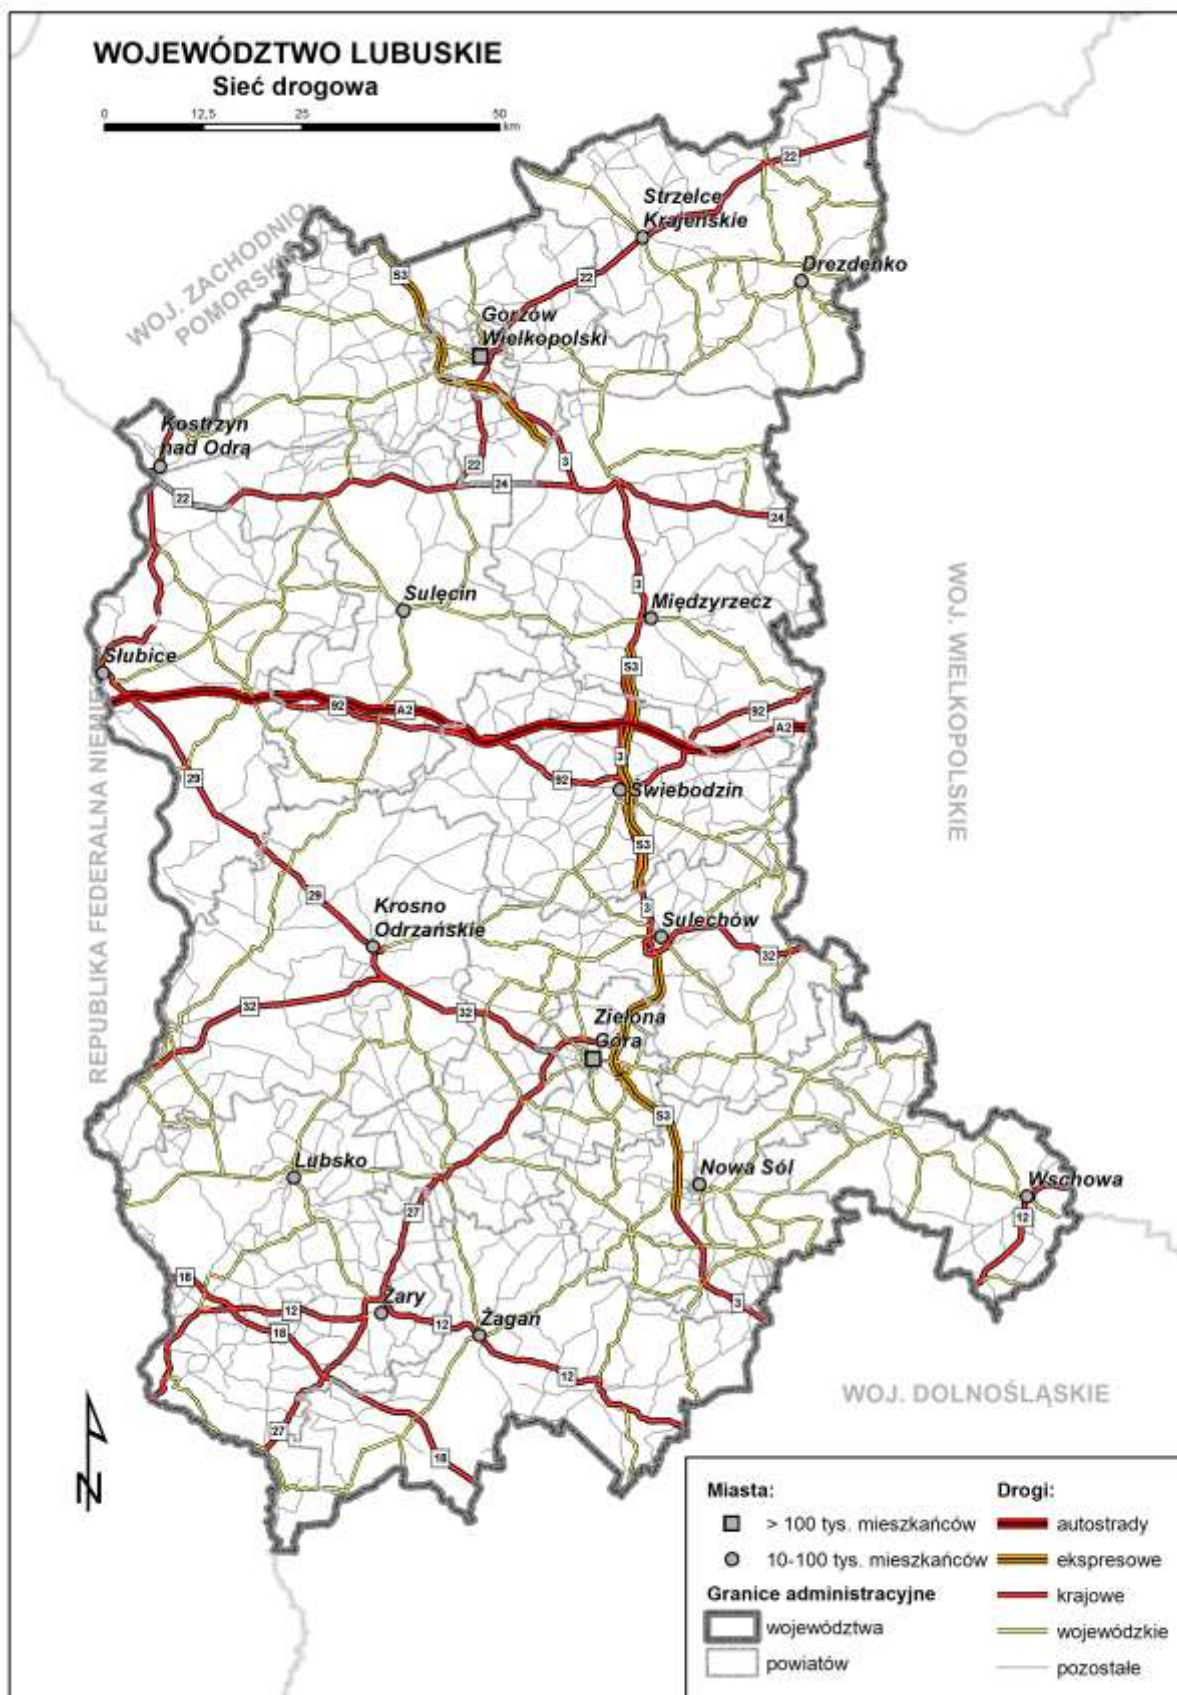 WOJEWÓDZTWO LUBUSKIE
Sieć drogowa
0 12,5 25 50
km
22
Strzelce
Krajeńskie
WOJ. ZACHODNIO
POMORSKIE
S3
22
Drezdenko
Gorzów
Wielkopolski
Kostrzyn
nad Odrą
22
3
22
24
24
3
Sulęcin
Międzyrzecz
WOJ. WIELKOPOLSKIE
Słubice
S3
92
A2
92
A2
3
REPUBLIKA FEDERALNA NIEMIEC
29
92
Świebodzin
S3
29
Krosno
Odrzańskie
3
Sulechów
32
32
32
Zielona
Góra
S3
Lubsko
Nowa Sól
Wschowa
27
12
18
12
Żary
3
18
12
Żagań
12
WOJ. DOLNOŚLĄSKIE
27
18
N
Miasta:
> 100 tys. mieszkańców
10-100 tys. mieszkańców
Granice administracyjne
województwa
powiatów
Drogi:
autostrady
ekspresowe
krajowe
wojewódzkie
pozostałe